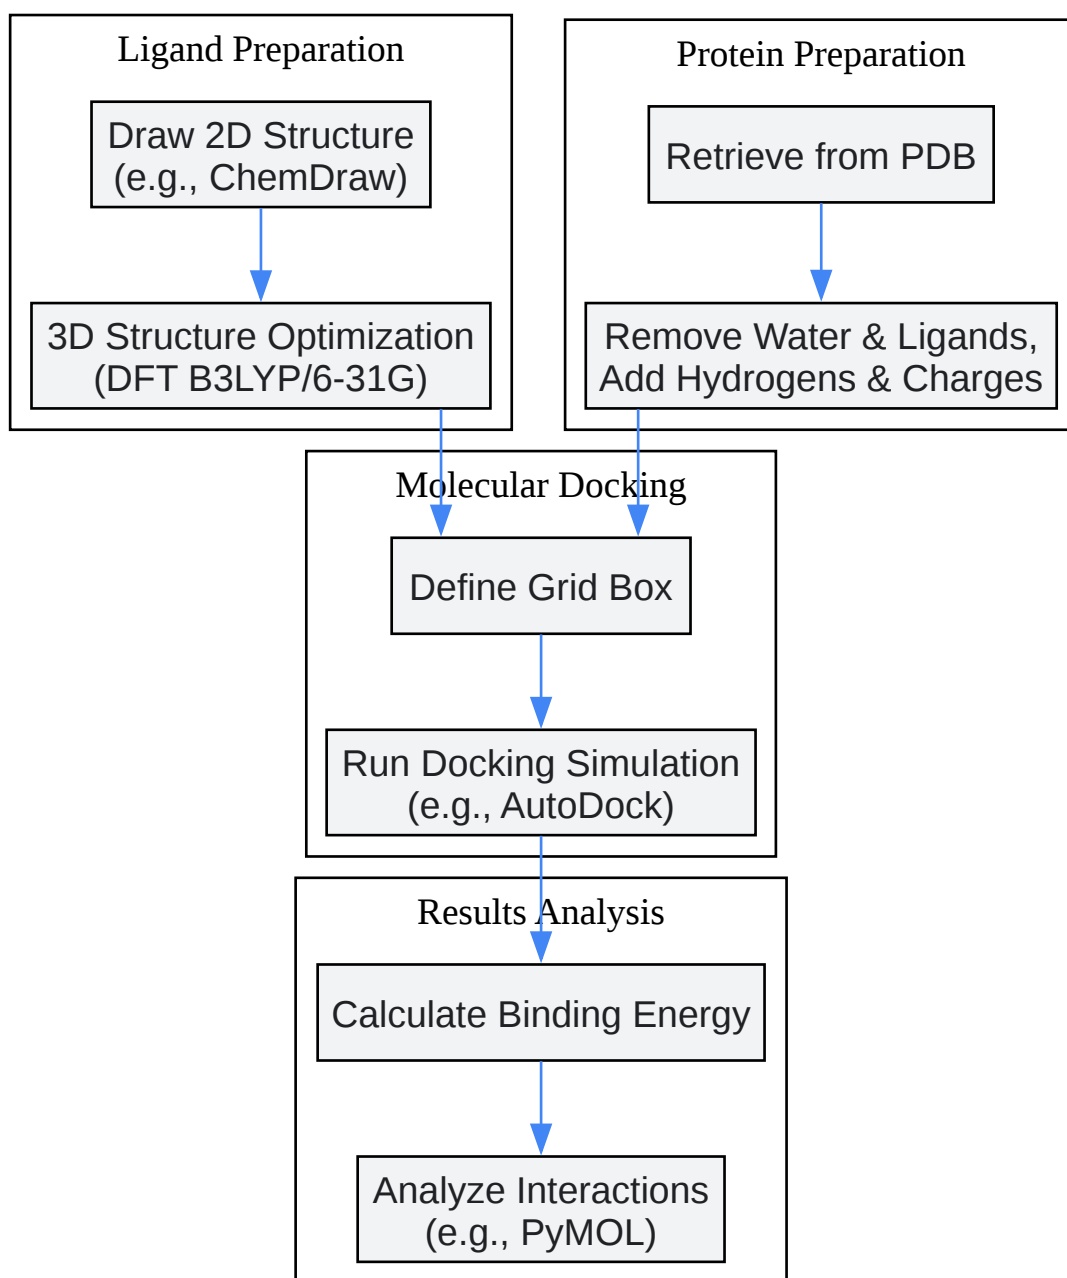 Ligand Preparation
Draw 2D Structure
(e.g., ChemDraw)
3D Structure Optimization
(DFT B3LYP/6-31G)
Protein Preparation
Retrieve from PDB
Remove Water & Ligands,
Add Hydrogens & Charges
Molecular Docking
Define Grid Box
Run Docking Simulation
(e.g., AutoDock)
Results Analysis
Calculate Binding Energy
Analyze Interactions
(e.g., PyMOL)